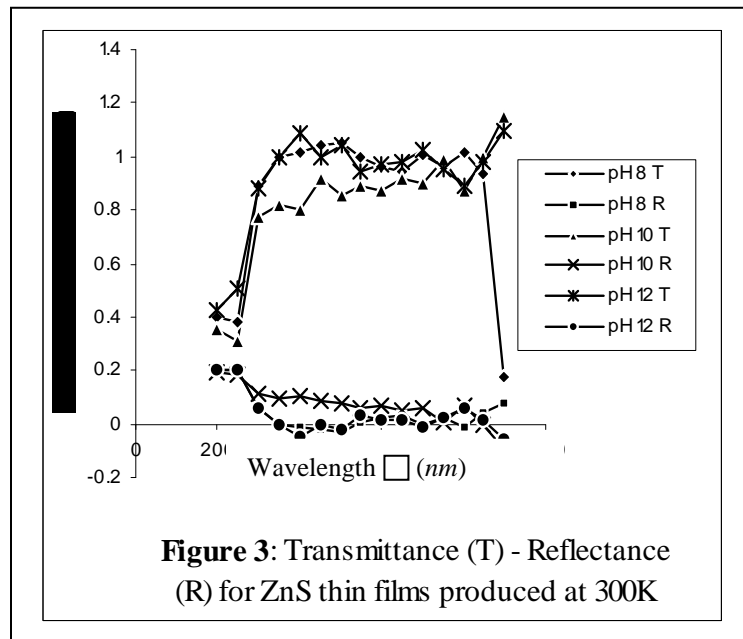 1.4
1.2
1
0.8
0.6
0.4
0.2
0
-0.2
0
200
Wavelength □ (nm)
pH 8 T
pH 8 R
pH 10 T
pH 10 R
pH 12 T
pH 12 R
Figure 3: Transmittance (T) - Reflectance
(R) for ZnS thin films produced at 300K